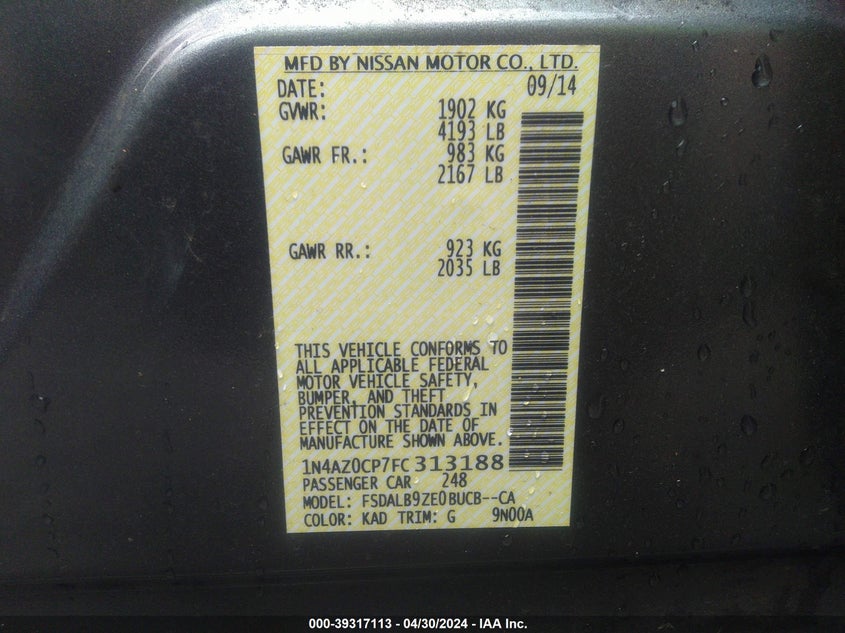 MFD BY NISSAN MOTOR CO., LTD.
DATE: 09/14
GVWR: 1902 KG
4193 LB
GAWR FR.: 983 KG
2167 LB
GAWR RR.: 923 KG
2035 LB
THIS VEHICLE CONFORMS TO
ALL APPLICABLE FEDERAL
MOTOR VEHICLE SAFETY,
BUMPER, AND THEFT
PREVENTION STANDARDS IN
EFFECT ON THE DATE OF
MANUFACTURE SHOWN ABOVE.
1N4AZ0CP7FC313188
PASSENGER CAR 248
MODEL: FSDALB9ZE0BUCB--CA
COLOR: KAD TRIM: G 9N00A
000-39317113 - 04/30/2024 - IAA Inc.